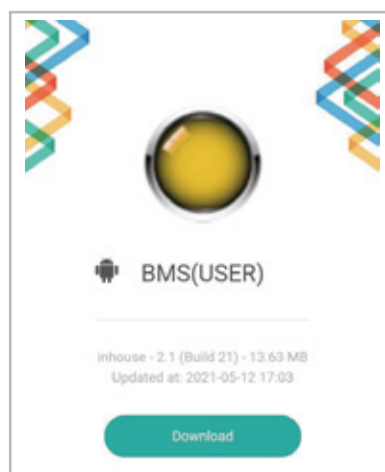 BMS(USER)
inhouse - 2.1 (Build 21) - 13.63 MB
Updated at: 2021-05-12 17:03
Download